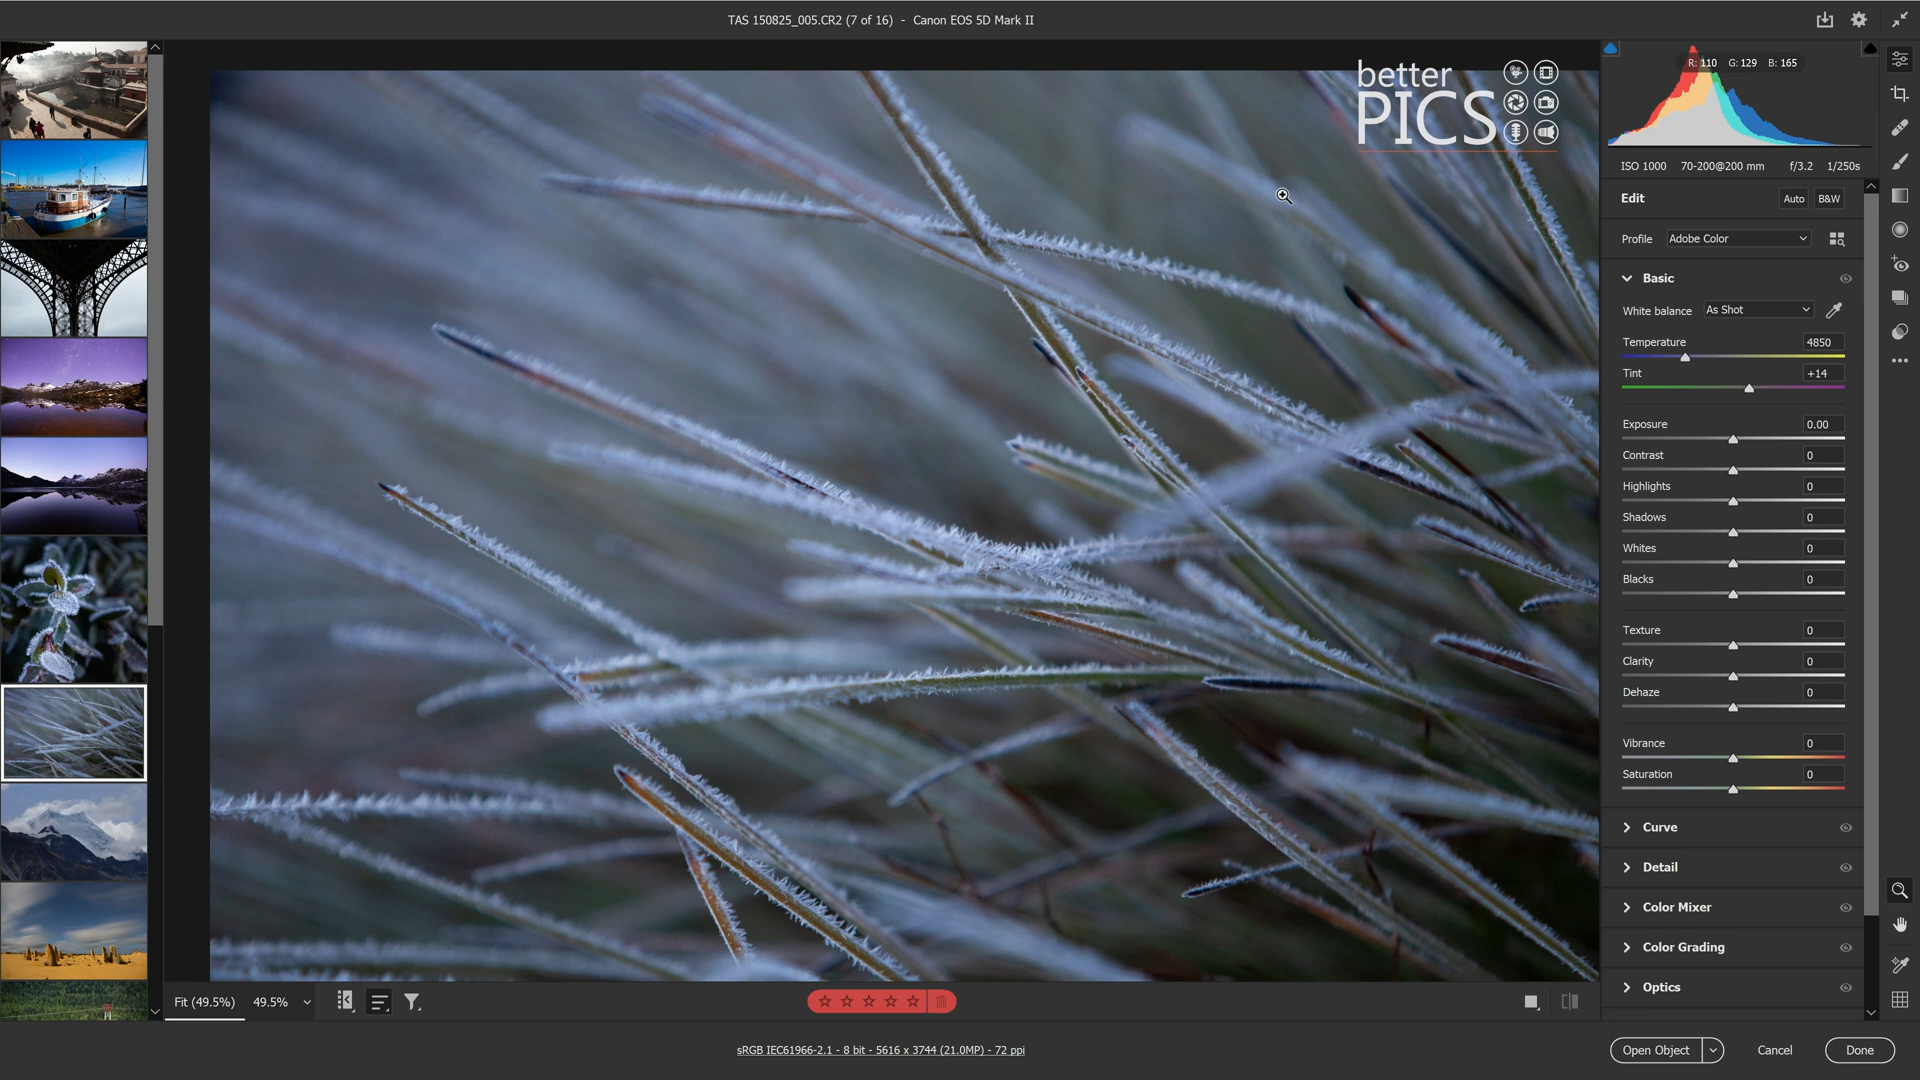 TAS 150825_005.CR2 (7 of 16)  -  Canon EOS 5D Mark II
better
PICS
R: 110 G: 129 B: 165
ISO 1000 70-200@200 mm f/3.2 1/250s
Edit Auto B&W
Profile Adobe Color
Basic
White balance As Shot
Temperature 4850
Tint +14
Exposure 0.00
Contrast 0
Highlights 0
Shadows 0
Whites 0
Blacks 0
Texture 0
Clarity 0
Dehaze 0
Vibrance 0
Saturation 0
Curve
Detail
Color Mixer
Color Grading
Optics
Fit (49.5%) 49.5%
sRGB IEC61966-2.1 - 8 bit - 5616 x 3744 (21.0MP) - 72 ppi
Open Object Cancel Done